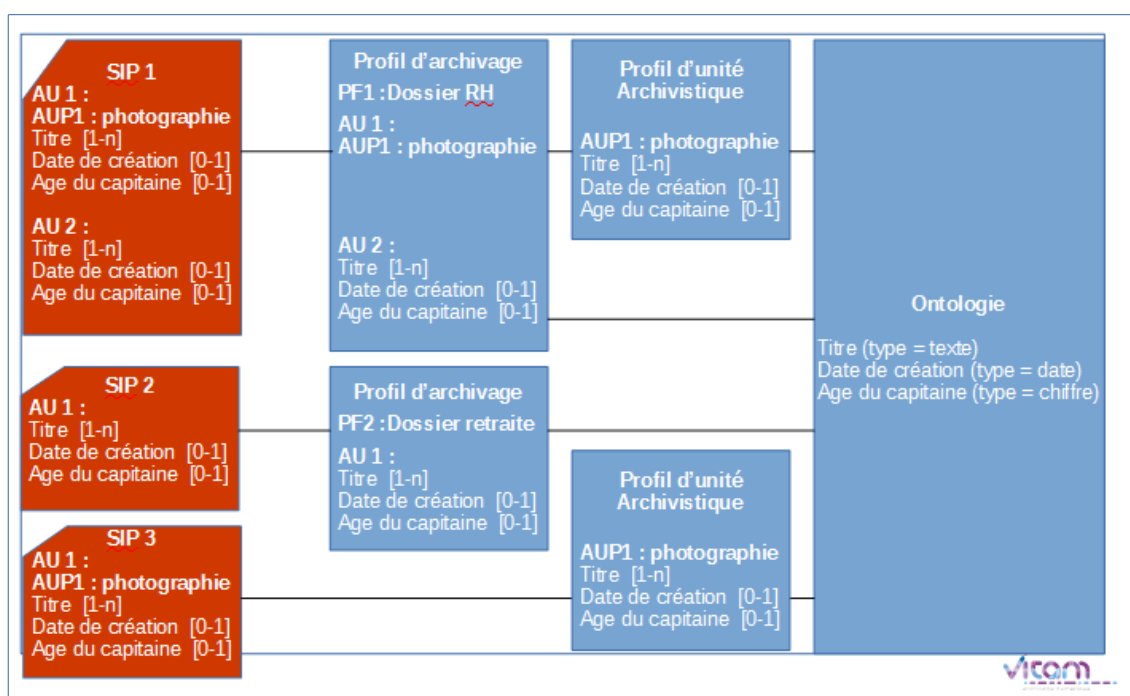 SIP 1
AU 1 :
AUP1 : photographie
Titre [1-n]
Date de création [0-1]
Age du capitaine [0-1]
AU 2 :
Titre [1-n]
Date de création [0-1]
Age du capitaine [0-1]
Profil d'archivage
PF1 :Dossier RH
AU 1 :
AUP1 : photographie
AU 2 :
Titre [1-n]
Date de création [0-1]
Age du capitaine [0-1]
Profil d'unité
Archivistique
AUP1 : photographie
Titre [1-n]
Date de création [0-1]
Age du capitaine [0-1]
Ontologie
Titre (type = texte)
Date de création (type = date)
Age du capitaine (type = chiffre)
SIP 2
AU 1 :
Titre [1-n]
Date de création [0-1]
Age du capitaine [0-1]
Profil d'archivage
PF2 :Dossier retraite
AU 1 :
Titre [1-n]
Date de création [0-1]
Age du capitaine [0-1]
Profil d'unité
Archivistique
AUP1 : photographie
Titre [1-n]
Date de création [0-1]
Age du capitaine [0-1]
SIP 3
AU 1 :
AUP1 : photographie
Titre [1-n]
Date de création [0-1]
Age du capitaine [0-1]
vitam